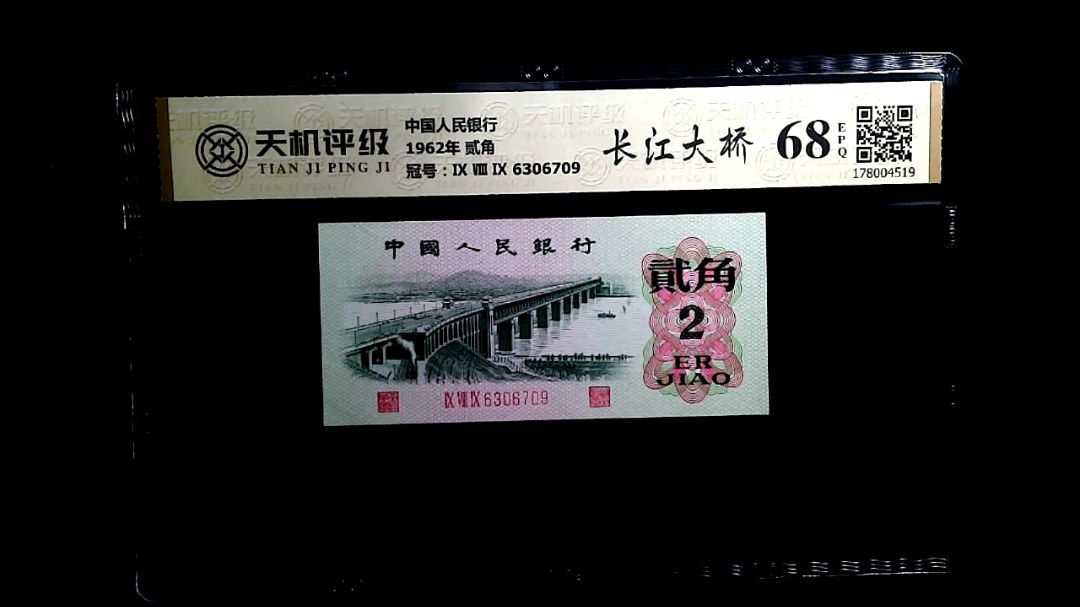 天机评级
TIAN JI PING JI
中国人民银行
1962年 贰角
冠号：Ⅸ Ⅷ Ⅸ 6306709
长江大桥
68
EPQ
178004519
中國人民銀行
貳角
2
ER
JIAO
Ⅸ Ⅷ Ⅸ 6306709